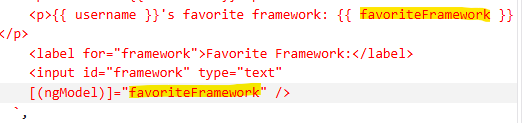 <p>{{ username }}'s favorite framework: {{ favoriteFramework }}
</p>
<label for="framework">Favorite Framework:</label>
<input id="framework" type="text"
[(ngModel)]="favoriteFramework" />
`,